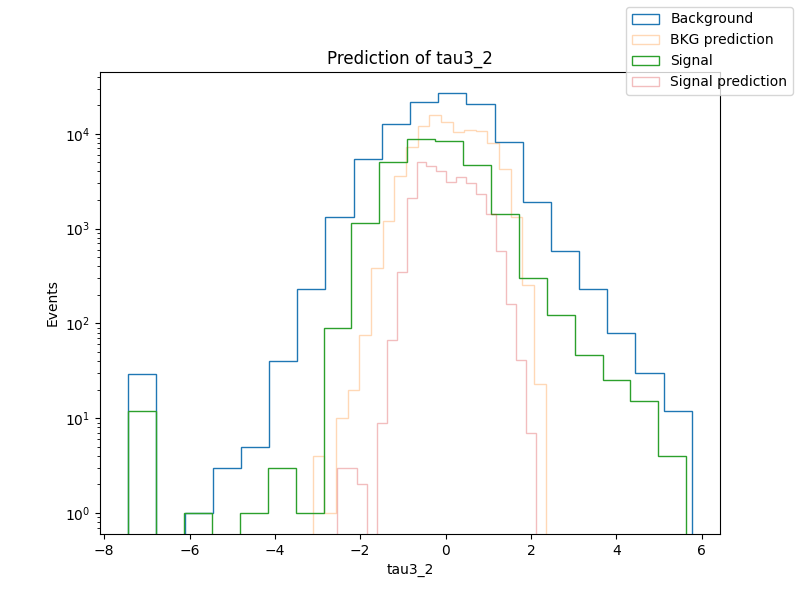 Prediction of tau3_2
Background
BKG prediction
Signal
Signal prediction
Events
10⁴
10³
10²
10¹
10⁰
−8 −6 −4 −2 0 2 4 6
tau3_2